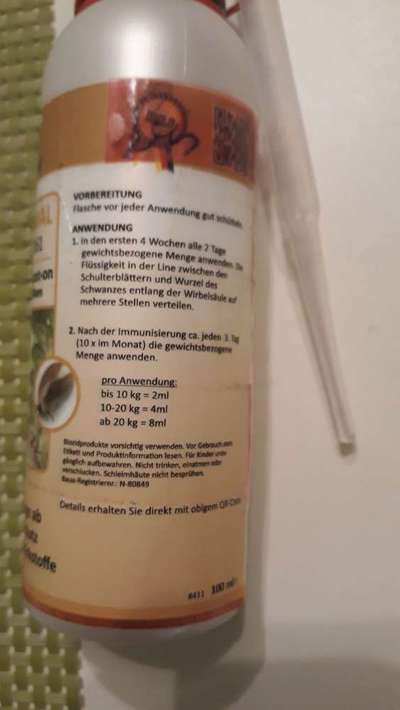 VORBEREITUNG
Flasche vor jeder Anwendung gut schütteln.
ANWENDUNG
1. In den ersten 4 Wochen alle 2 Tage
gewichtsbezogene Menge anwenden. Die
Flüssigkeit in der Line zwischen den
Schulterblättern und Wurzel des
Schwanzes entlang der Wirbelsäule auf
mehrere Stellen verteilen.
2. Nach der Immunisierung ca. jeden 3. Tag
(10 x im Monat) die gewichtsbezogene
Menge anwenden.
pro Anwendung:
bis 10 kg = 2ml
10-20 kg = 4ml
ab 20 kg = 8ml
Biozidprodukte vorsichtig verwenden. Vor Gebrauch stets
Etikett und Produktinformation lesen. Für Kinder unzu-
gänglich aufbewahren. Nicht trinken, einatmen oder
verschlucken. Schleimhäute nicht besprühen.
Baua-Registriernr.: N-80849
Details erhalten Sie direkt mit obigem QR-Code
ab
utz
stoffe
100 ml